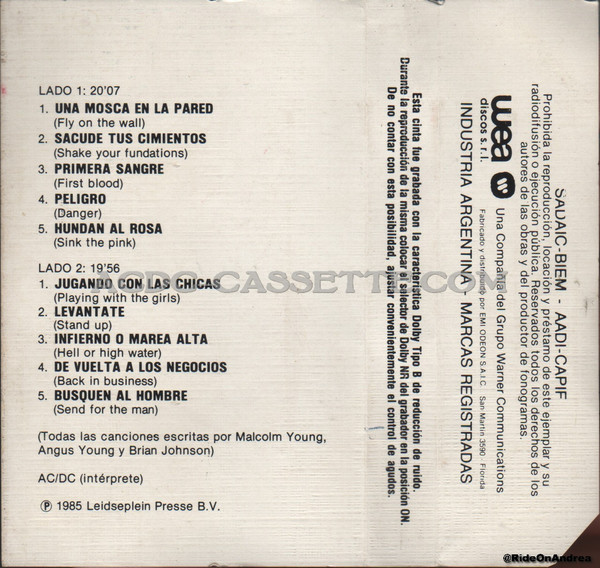 LADO 1: 20'07
1. UNA MOSCA EN LA PARED
(Fly on the wall)
2. SACUDE TUS CIMIENTOS
(Shake your fundations)
3. PRIMERA SANGRE
(First blood)
4. PELIGRO
(Danger)
5. HUNDAN AL ROSA
(Sink the pink)
LADO 2: 19'56
1. JUGANDO CON LAS CHICAS
(Playing with the girls)
2. LEVANTATE
(Stand up)
3. INFIERNO O MAREA ALTA
(Hell or high water)
4. DE VUELTA A LOS NEGOCIOS
(Back in business)
5. BUSQUEN AL HOMBRE
(Send for the man)
(Todas las canciones escritas por Malcolm Young,
Angus Young y Brian Johnson)
AC/DC (intérprete)
Ⓟ 1985 Leidseplein Presse B.V.
Esta cinta fue grabada con la característica Dolby Tipo B de reducción de ruido.
Durante la reproducción de la misma colocar el selector de Dolby NR del grabador en la posición ON.
De no contar con esta posibilidad, ajustar convenientemente el control de agudos.
SADAIC-BIEM - AADI-CAPIF
Prohibida la reproducción, locación y préstamo de este ejemplar y su
radiodifusión o ejecución pública. Reservados todos los derechos de los
autores de las obras y del productor de fonogramas.
wea
discos s.r.l.
Una Compañía del Grupo Warner Communications
Fabricado y distribuido por EMI ODEON S.A.I.C. San Martín 3590 - Florida
INDUSTRIA ARGENTINA - MARCAS REGISTRADAS
ACDC-CASSETTE.COM
@RideOnAndrea